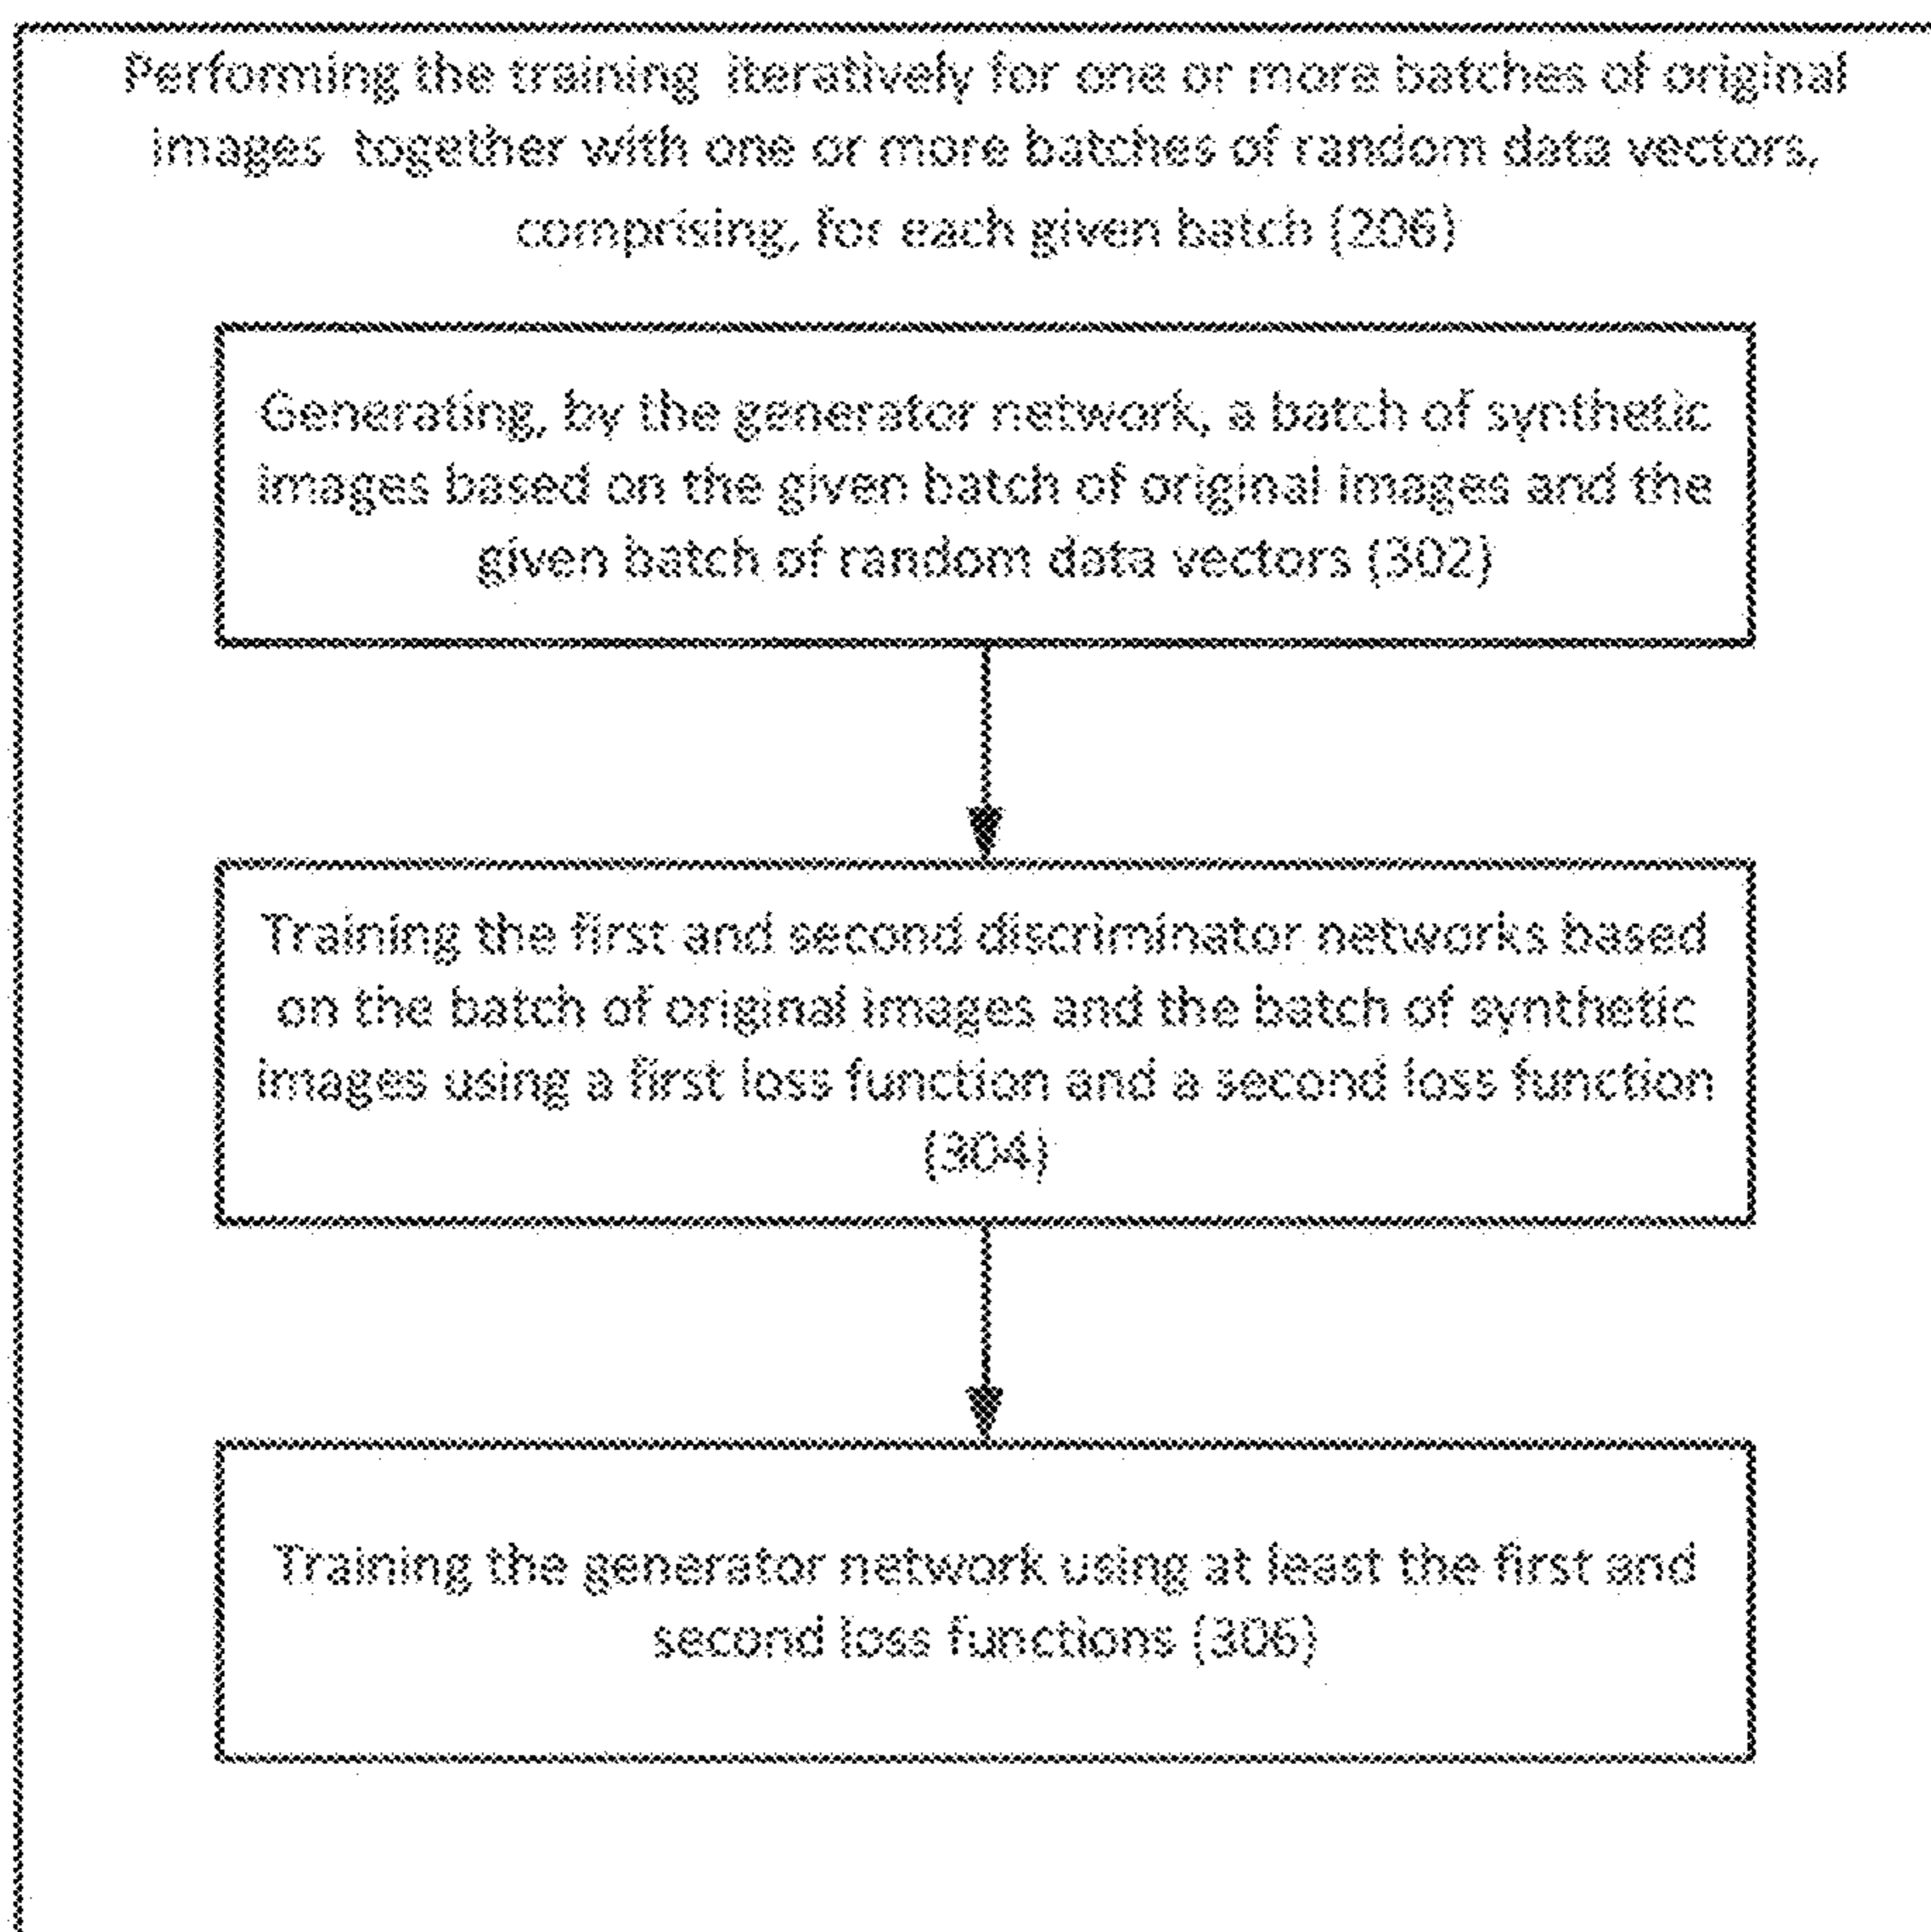 Performing the training iteratively for one or more batches of original
images together with one or more batches of random data vectors,
comprising, for each given batch (206)
Generating, by the generator network, a batch of synthetic
images based on the given batch of original images and the
given batch of random data vectors (302)
Training the first and second discriminator networks based
on the batch of original images and the batch of synthetic
images using a first loss function and a second loss function
(304)
Training the generator network using at least the first and
second loss functions (306)